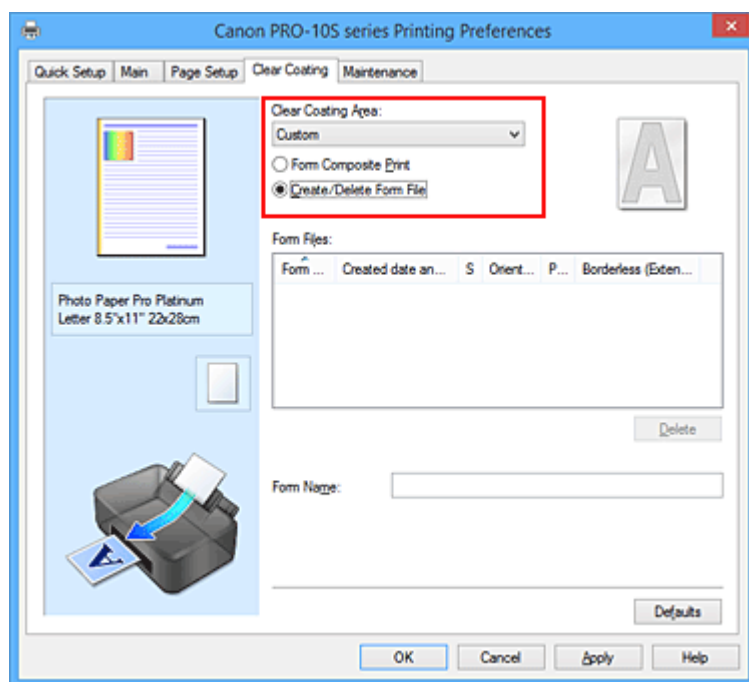 Canon PRO-10S series Printing Preferences
Quick Setup Main Page Setup Clear Coating Maintenance
Clear Coating Area:
Custom
Form Composite Print
Create/Delete Form File
A
Form Files:
Form ... Created date an... S Orient... P... Borderless (Exten...
Photo Paper Pro Platinum
Letter 8.5"x11" 22x28cm
Delete
Form Name:
A
Defaults
OK Cancel Apply Help